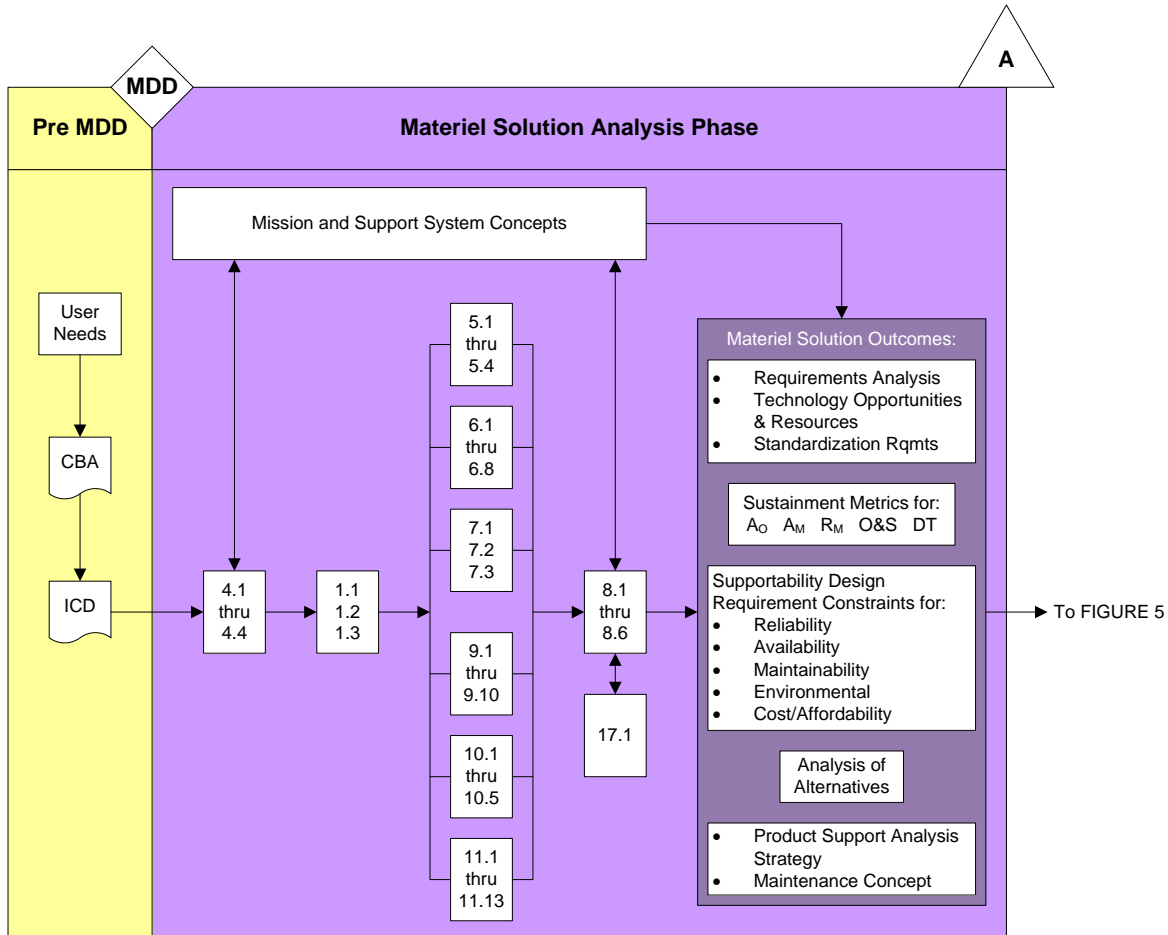 MDD
A
Pre MDD
Materiel Solution Analysis Phase
Mission and Support System Concepts
User
Needs
CBA
ICD
4.1
thru
4.4
1.1
1.2
1.3
5.1
thru
5.4
6.1
thru
6.8
7.1
7.2
7.3
9.1
thru
9.10
10.1
thru
10.5
11.1
thru
11.13
8.1
thru
8.6
17.1
Materiel Solution Outcomes:
• Requirements Analysis
• Technology Opportunities
& Resources
• Standardization Rqmts
Sustainment Metrics for:
AO AM RM O&S DT
Supportability Design
Requirement Constraints for:
• Reliability
• Availability
• Maintainability
• Environmental
• Cost/Affordability
Analysis of
Alternatives
• Product Support Analysis
Strategy
• Maintenance Concept
To FIGURE 5